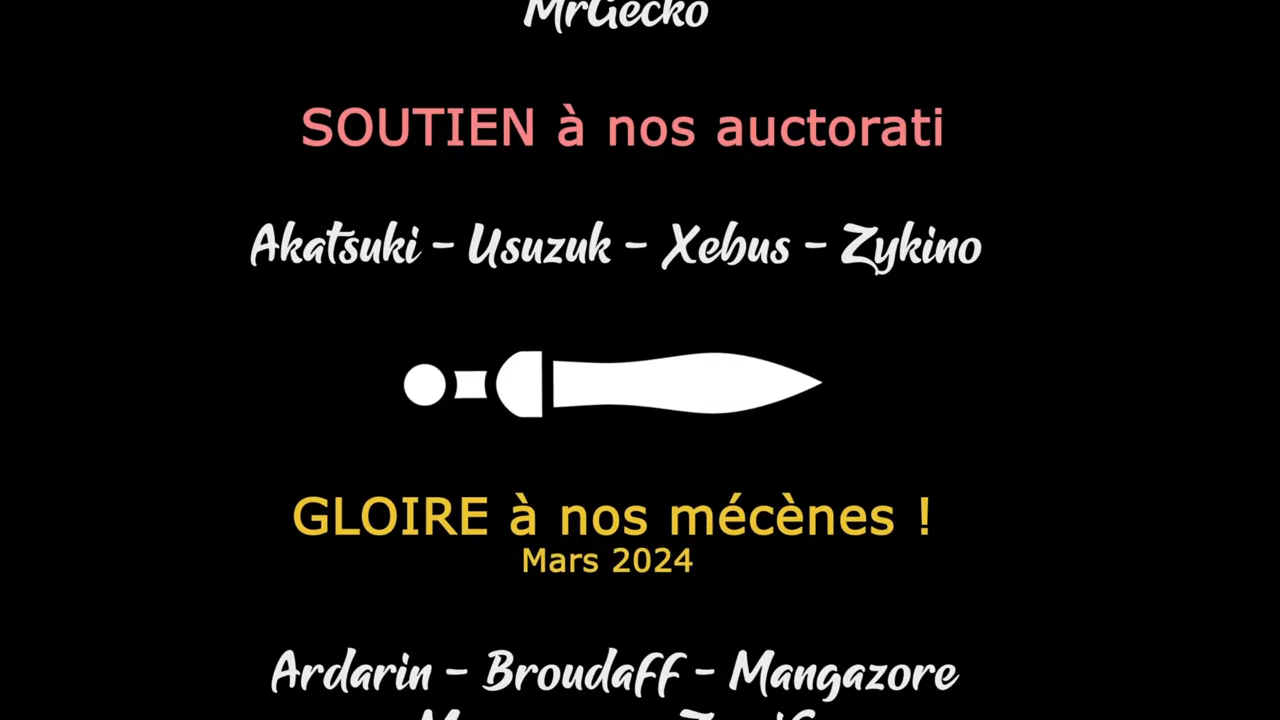 MrGecko
SOUTIEN à nos auctorati
Akatsuki - Usuzuk - Xebus - Zykino
GLOIRE à nos mécènes !
Mars 2024
Ardarin - Broudaff - Mangazore